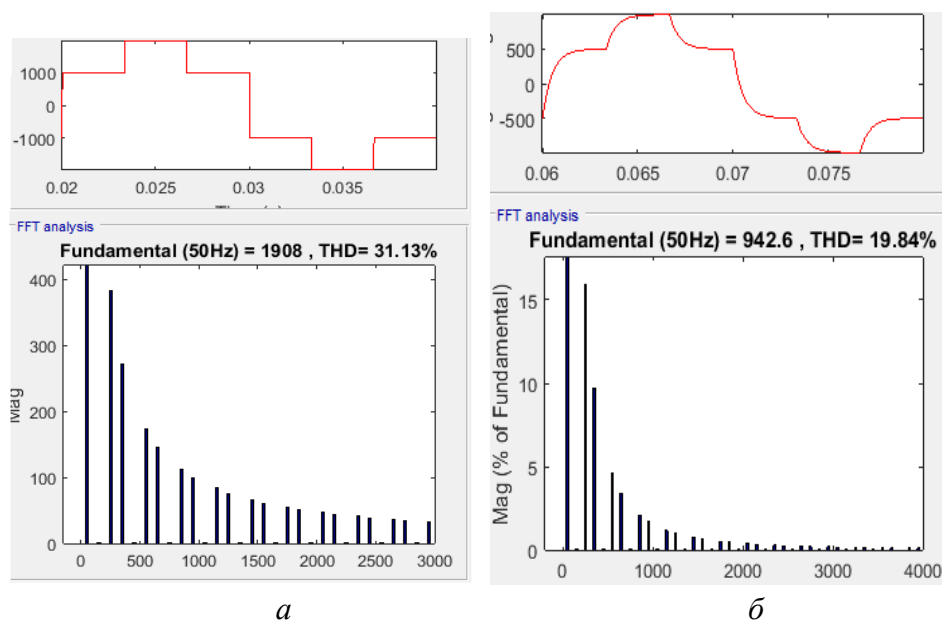 1000
0
-1000
0.02 0.025 0.03 0.035
FFT analysis
Fundamental (50Hz) = 1908 , THD= 31.13%
400
300
200
100
0
Mag
0 500 1000 1500 2000 2500 3000
а
500
0
-500
0.06 0.065 0.07 0.075
FFT analysis
Fundamental (50Hz) = 942.6 , THD= 19.84%
15
10
5
0
Mag (% of Fundamental)
0 1000 2000 3000 4000
б